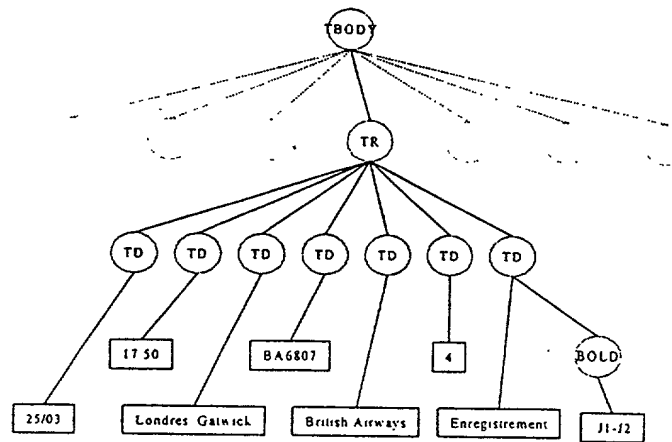 TBODY
TR
TD TD TD TD TD TD TD
17 50 BA6807 4 BOLD
25/03 Londres Gatwick British Airways Enregistrement J1-J2